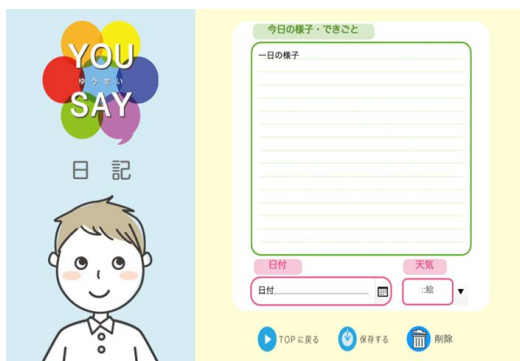 YOU
ゆうせい
SAY
日記
今日の様子・できごと
一日の様子
日付
天気
日付
::絵
TOPに戻る
保存する
削除